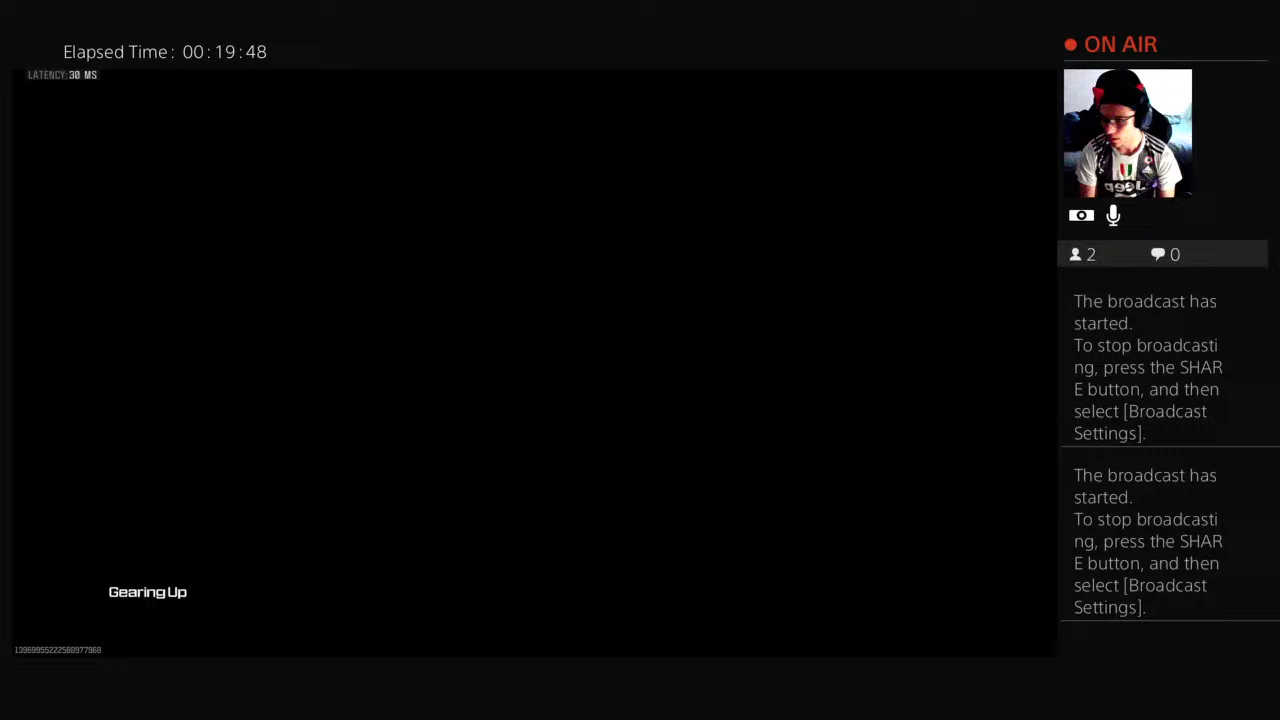 Elapsed Time: 00:19:48
ON AIR
LATENCY: 30 MS
Jeep
2
0
The broadcast has
started.
To stop broadcasti
ng, press the SHAR
E button, and then
select [Broadcast
Settings].
The broadcast has
started.
To stop broadcasti
ng, press the SHAR
E button, and then
select [Broadcast
Settings].
Gearing Up